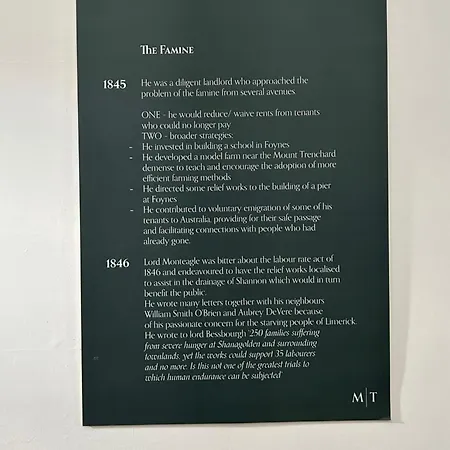 The Famine
1845 He was a diligent landlord who approached the
problem of the famine from several avenues.
ONE - he would reduce/ waive rents from tenants
who could no longer pay
TWO - broader strategies:
- He invested in building a school in Foynes
- He developed a model farm near the Mount Trenchard
demesne to teach and encourage the adoption of more
efficient farming methods
- He directed some relief works to the building of a pier
at Foynes
- He contributed to voluntary emigration of some of his
tenants to Australia, providing for their safe passage
and facilitating connections with people who had
already gone.
1846 Lord Monteagle was bitter about the labour rate act of
1846 and endeavoured to have the relief works localised
to assist in the drainage of Shannon which would in turn
benefit the public.
He wrote many letters together with his neighbours
William Smith O'Brien and Aubrey DeVere because
of his passionate concern for the starving people of Limerick.
He wrote to lord Bessbough '250 families suffering
from severe hunger at Shanagolden and surrounding
townlands, yet the works could support 35 labourers
and no more. Is this not one of the greatest trials to
which human endurance can be subjected'
M|T